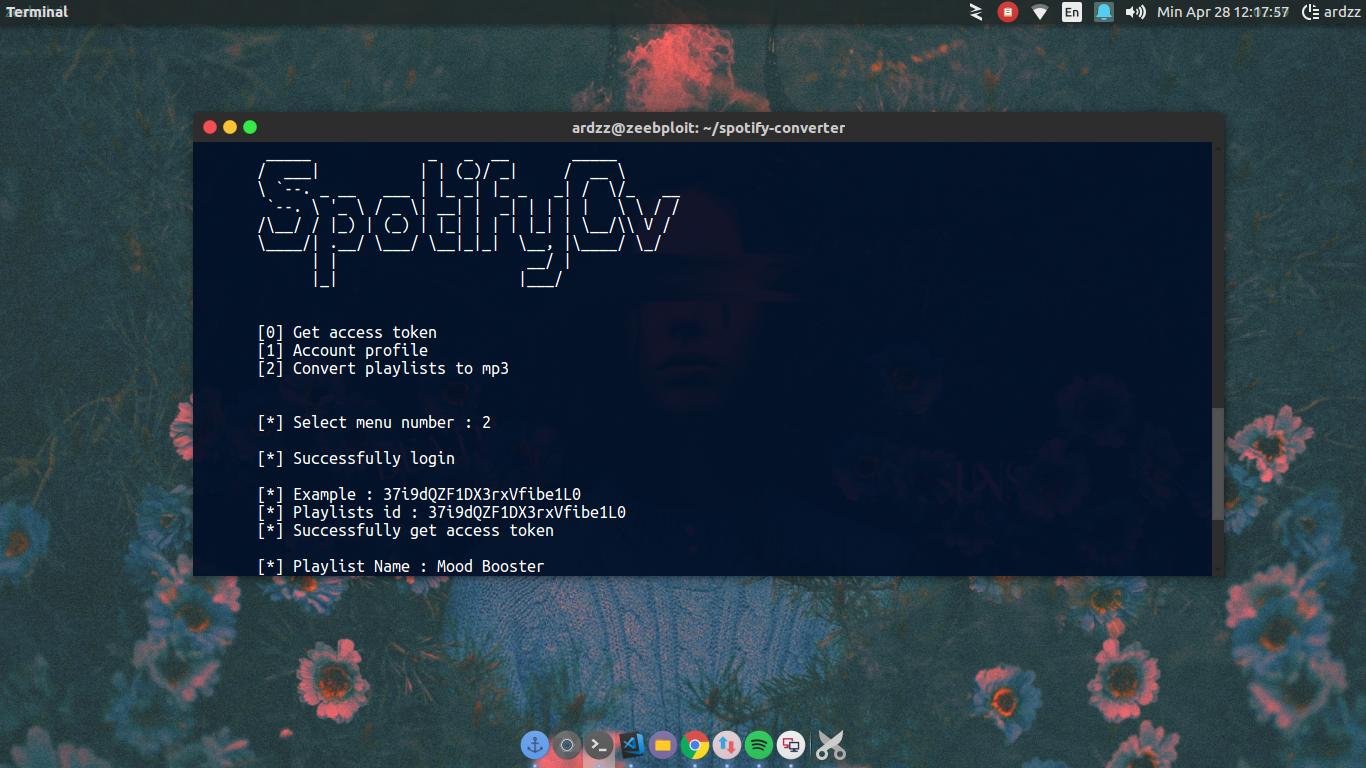 Terminal
En
Min Apr 28 12:17:57
ardzz
ardzz@zeebploit: ~/spotify-converter
SpotifyCv
[0] Get access token
[1] Account profile
[2] Convert playlists to mp3
[*] Select menu number : 2
[*] Successfully login
[*] Example : 37i9dQZF1DX3rxVfibe1L0
[*] Playlists id : 37i9dQZF1DX3rxVfibe1L0
[*] Successfully get access token
[*] Playlist Name : Mood Booster